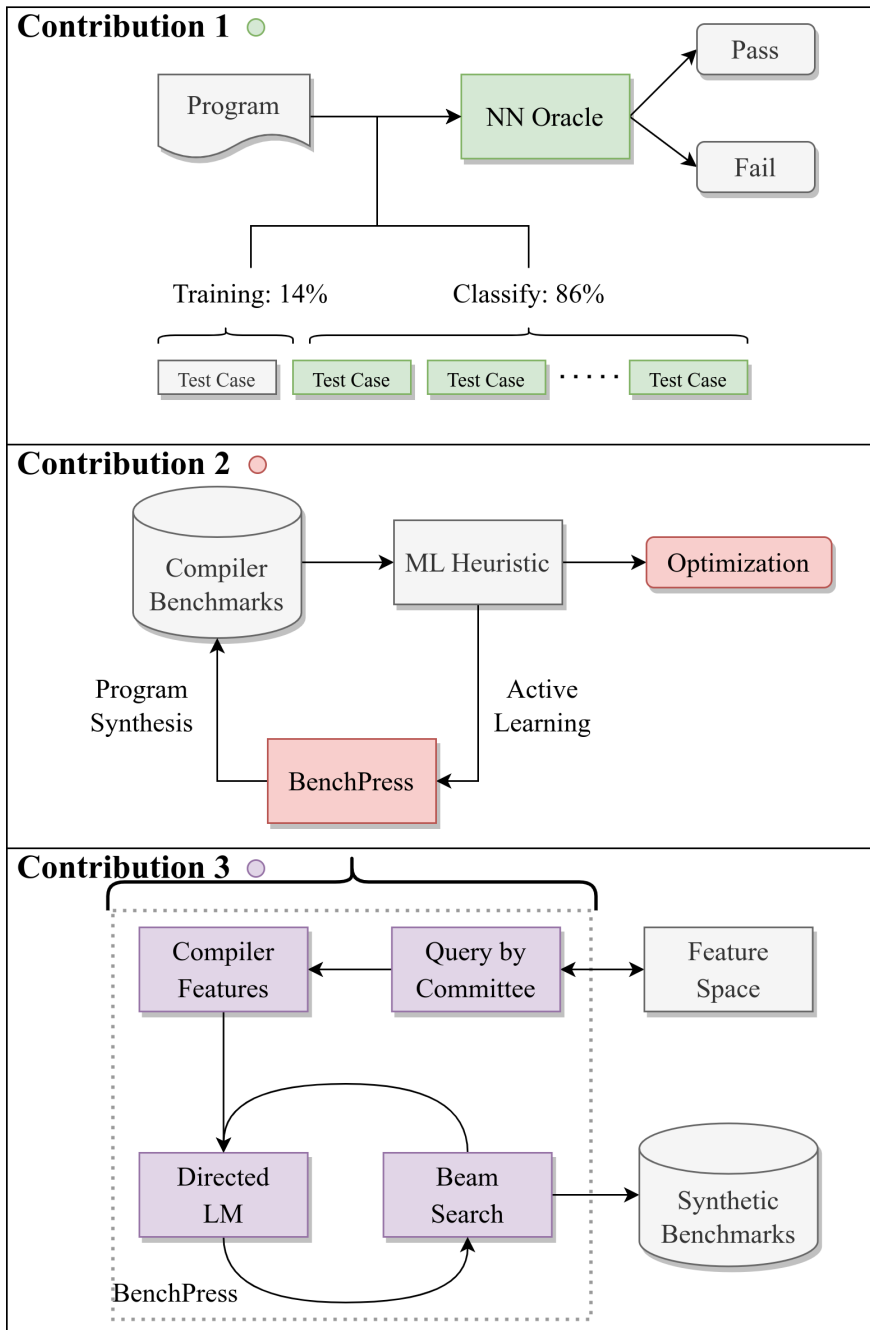 Contribution 1
Program
NN Oracle
Pass
Fail
Training: 14%
Classify: 86%
Test Case
Test Case
Test Case
. . . . .
Test Case
Contribution 2
Compiler
Benchmarks
ML Heuristic
Optimization
Program
Synthesis
Active
Learning
BenchPress
Contribution 3
Compiler
Features
Query by
Committee
Feature
Space
Directed
LM
Beam
Search
Synthetic
Benchmarks
BenchPress